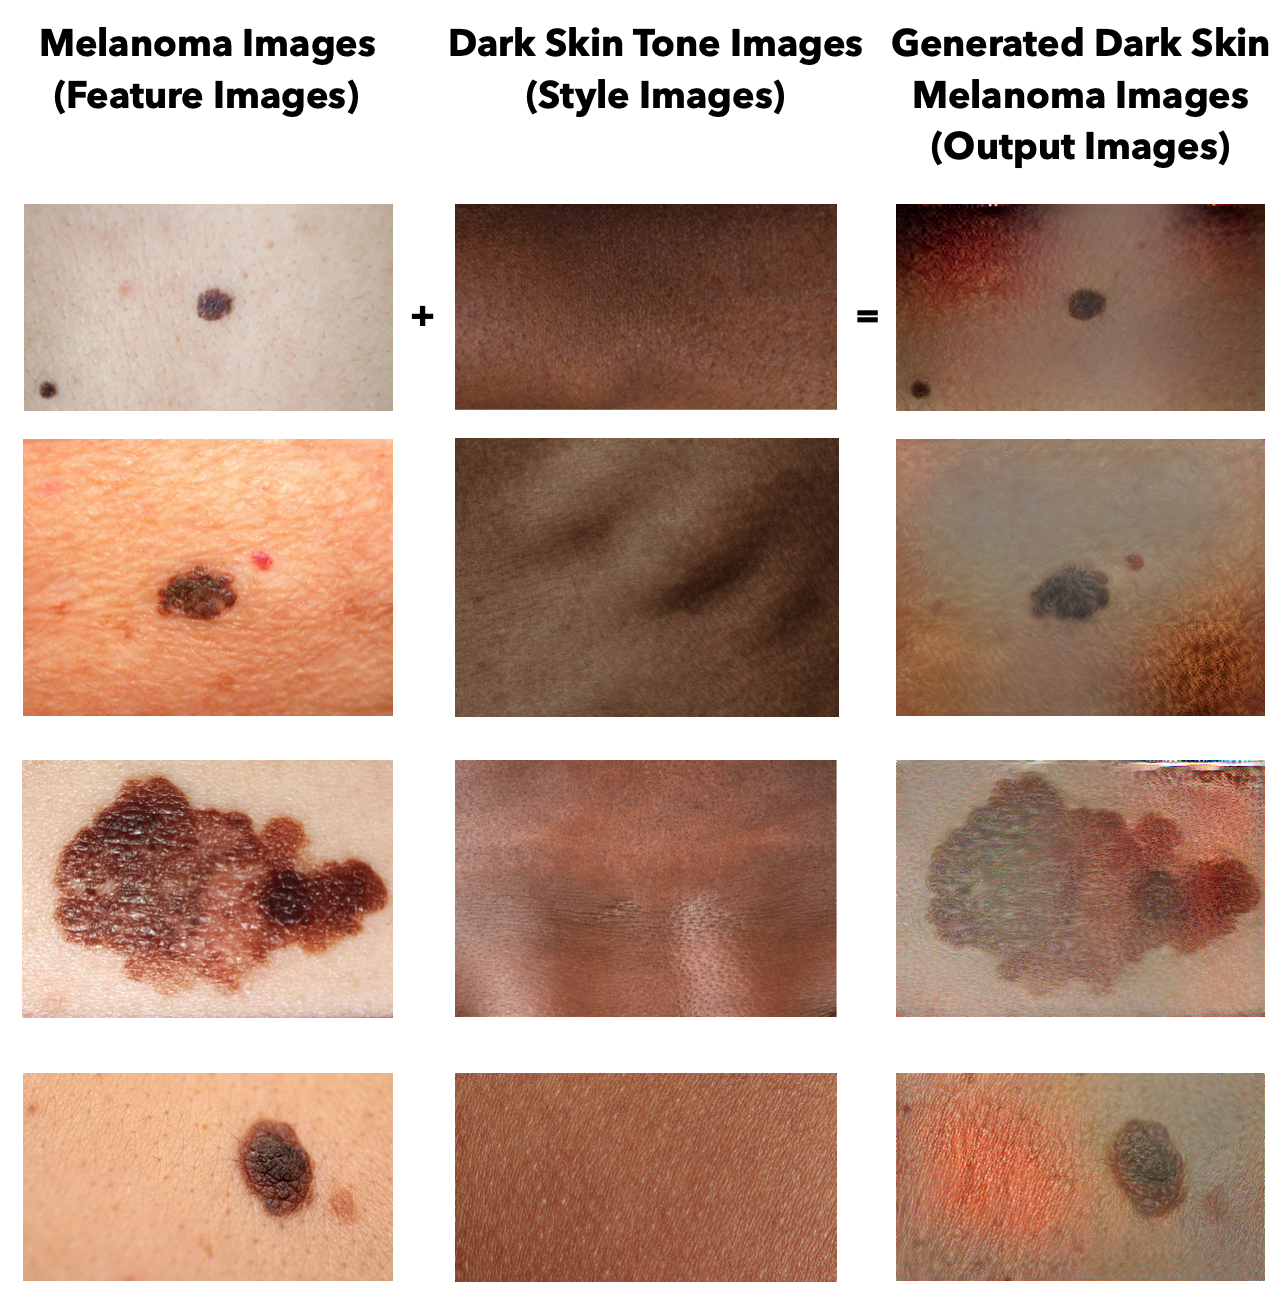 Melanoma Images
(Feature Images)
Dark Skin Tone Images
(Style Images)
Generated Dark Skin
Melanoma Images
(Output Images)
+
=